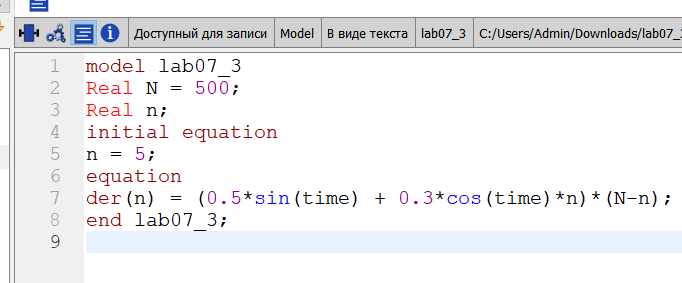 Доступный для записи Model В виде текста lab07_3 C:/Users/Admin/Downloads/lab07_
1 model lab07_3
2 Real N = 500;
3 Real n;
4 initial equation
5 n = 5;
6 equation
7 der(n) = (0.5*sin(time) + 0.3*cos(time)*n)*(N-n);
8 end lab07_3;
9